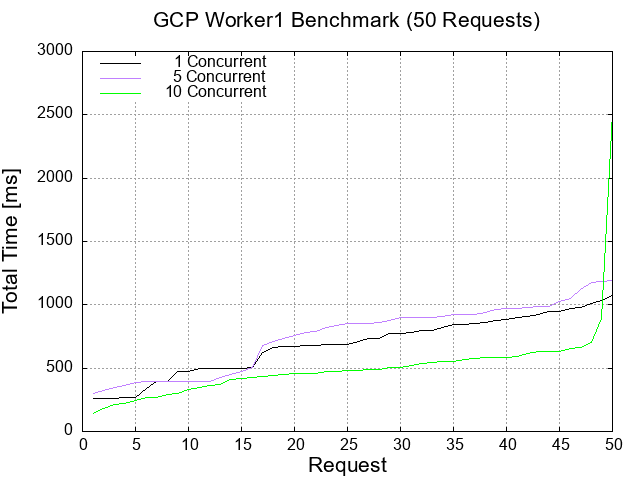 GCP Worker1 Benchmark (50 Requests)
3000
2500
2000
1500
1000
500
0
Total Time [ms]
1 Concurrent
5 Concurrent
10 Concurrent
0 5 10 15 20 25 30 35 40 45 50
Request